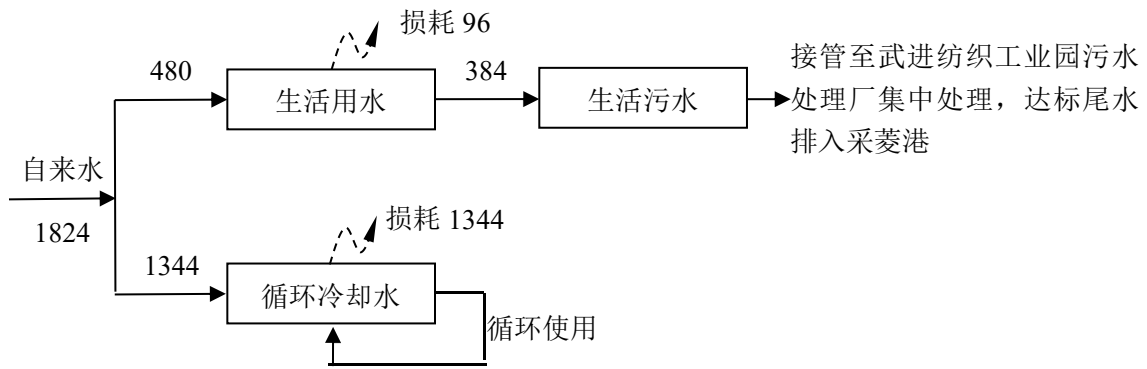 损耗 96
480
生活用水
384
生活污水
接管至武进纺织工业园污水
处理厂集中处理，达标尾水
排入采菱港
自来水
1824
损耗 1344
1344
循环冷却水
循环使用